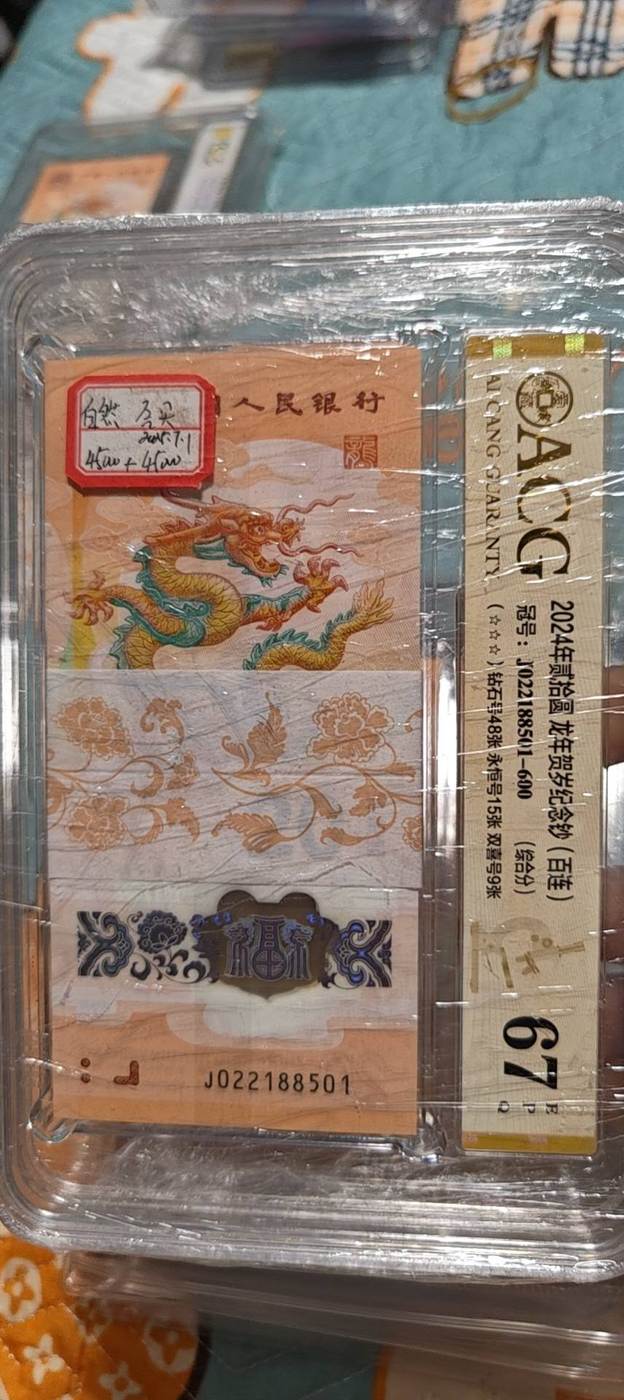 人民银行
龍
自然
2025.7.1
4500+4500
福
J022188501
ACG
AI CANG GUARANTY
2024年贰拾圆 龙年贺岁纪念钞（百连）
冠号：J022188501-600 （综合分）
（☆☆☆）钻石号48张 永恒号15张 双喜号9张
67
E
P
Q